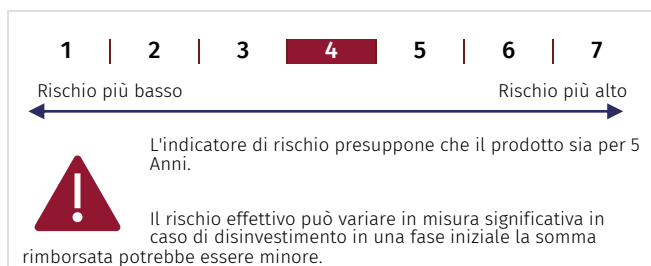 1 2 3 4 5 6 7
Rischio più basso Rischio più alto
L'indicatore di rischio presuppone che il prodotto sia per 5
Anni.
Il rischio effettivo può variare in misura significativa in
caso di disinvestimento in una fase iniziale la somma
rimborsata potrebbe essere minore.